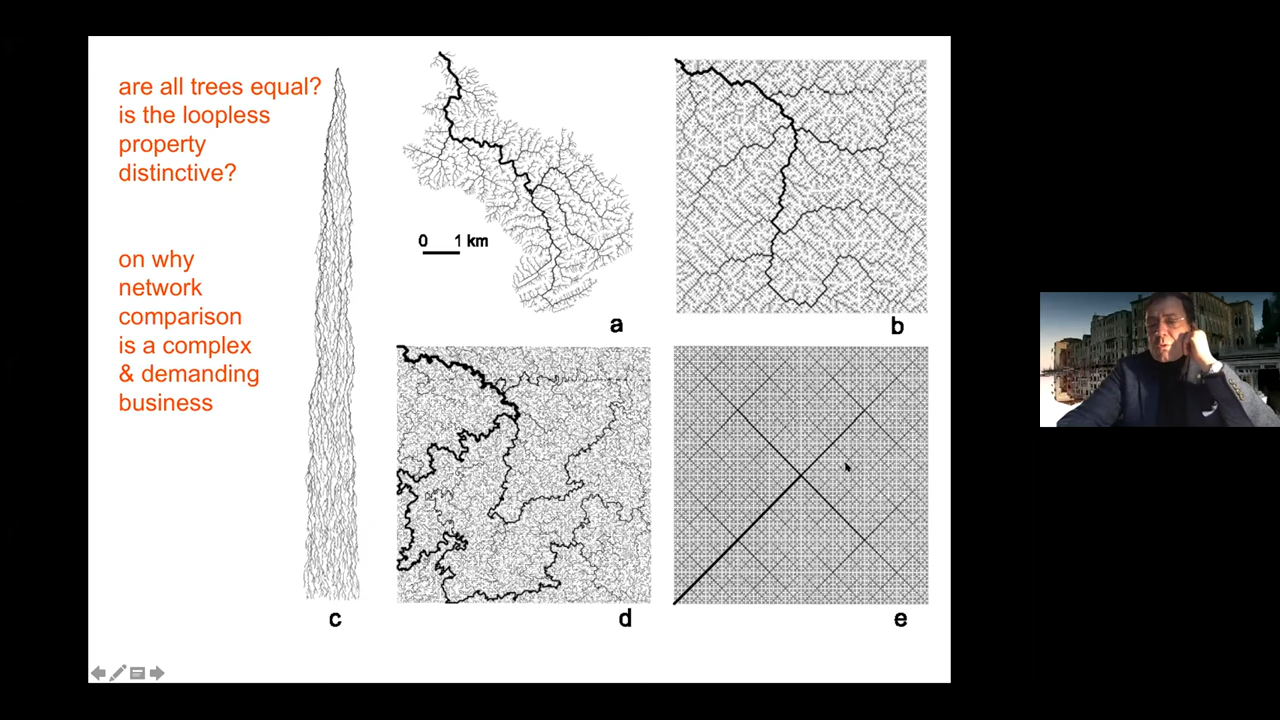 are all trees equal?
is the loopless
property
distinctive?
on why
network
comparison
is a complex
& demanding
business
0 1 km
a
b
c
d
e